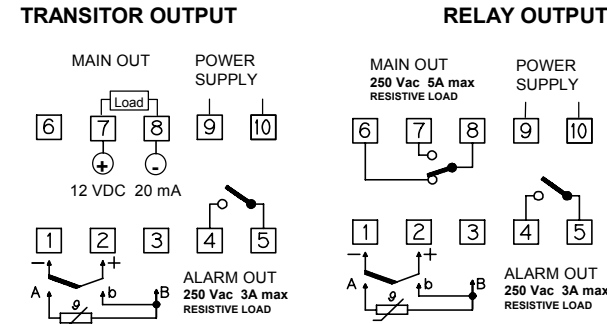 TRANSITOR OUTPUT
MAIN OUT
POWER
SUPPLY
Load
6 7 8 9 10
+ -
12 VDC 20 mA
1 2 3 4 5
- +
A b B
ϑ
ALARM OUT
250 Vac 3A max
RESISTIVE LOAD
RELAY OUTPUT
MAIN OUT
250 Vac 5A max
RESISTIVE LOAD
POWER
SUPPLY
6 7 8 9 10
1 2 3 4 5
- +
A b B
ϑ
ALARM OUT
250 Vac 3A max
RESISTIVE LOAD